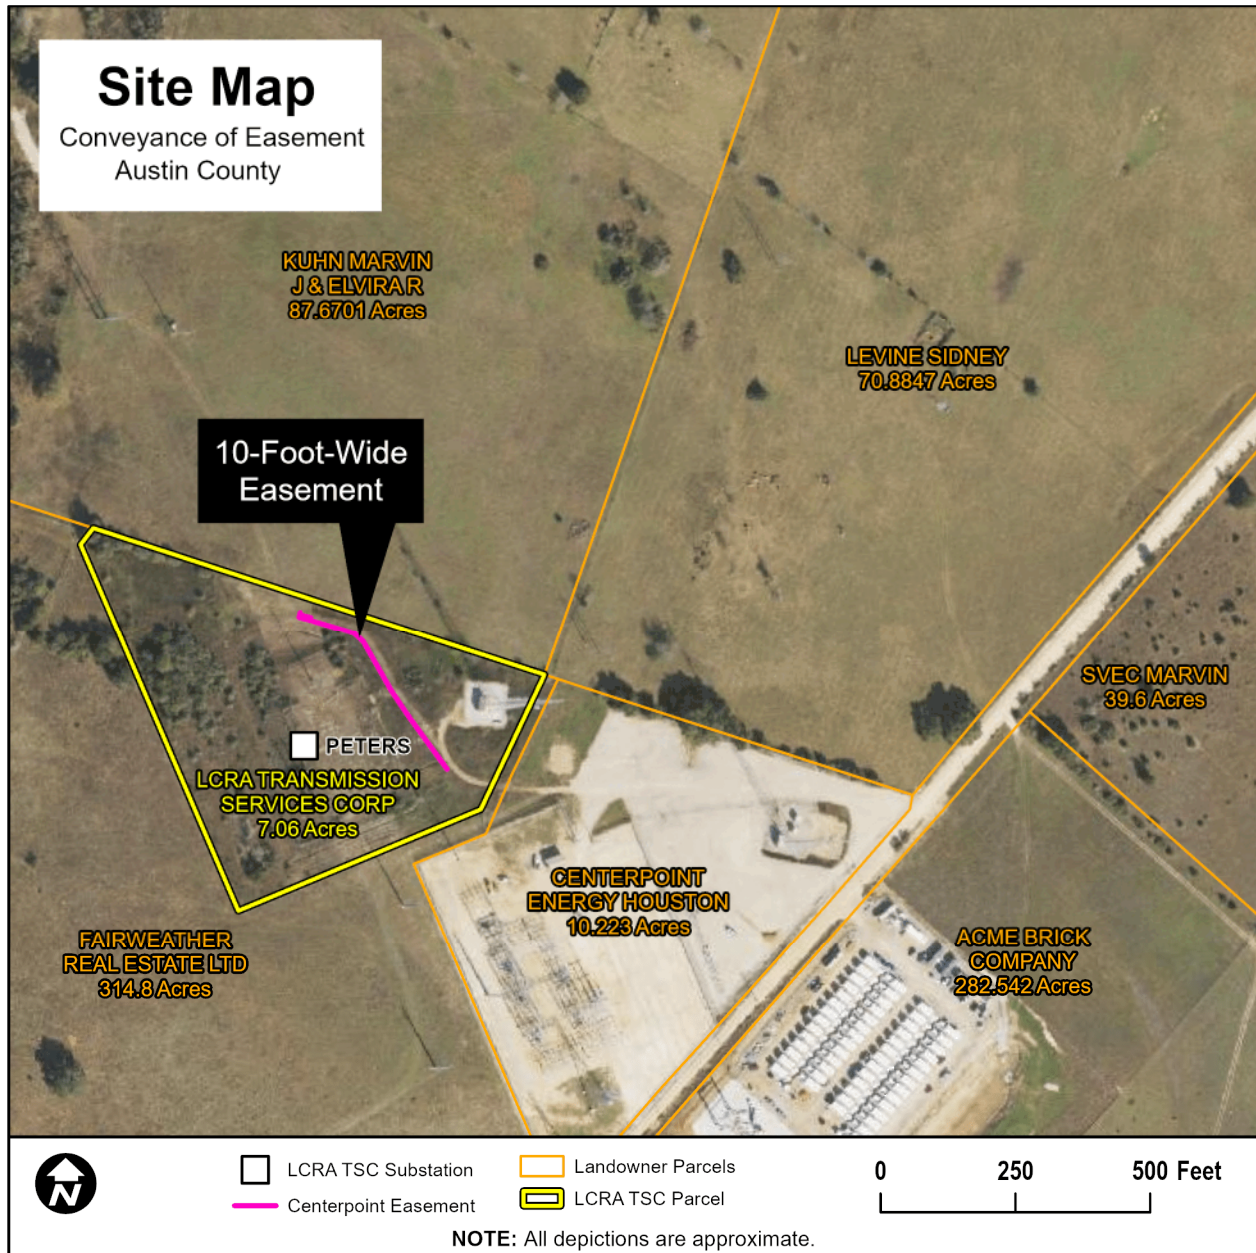 Site Map
Conveyance of Easement
Austin County
KUHN MARVIN
J & ELVIRA R
87.6701 Acres
LEVINE SIDNEY
70.8847 Acres
10-Foot-Wide
Easement
SVEC MARVIN
39.6 Acres
PETERS
LCRA TRANSMISSION
SERVICES CORP
7.06 Acres
CENTERPOINT
ENERGY HOUSTON
10.223 Acres
FAIRWEATHER
REAL ESTATE LTD
314.8 Acres
ACME BRICK
COMPANY
282.542 Acres
N
LCRA TSC Substation
Centerpoint Easement
Landowner Parcels
LCRA TSC Parcel
0 250 500 Feet
NOTE: All depictions are approximate.